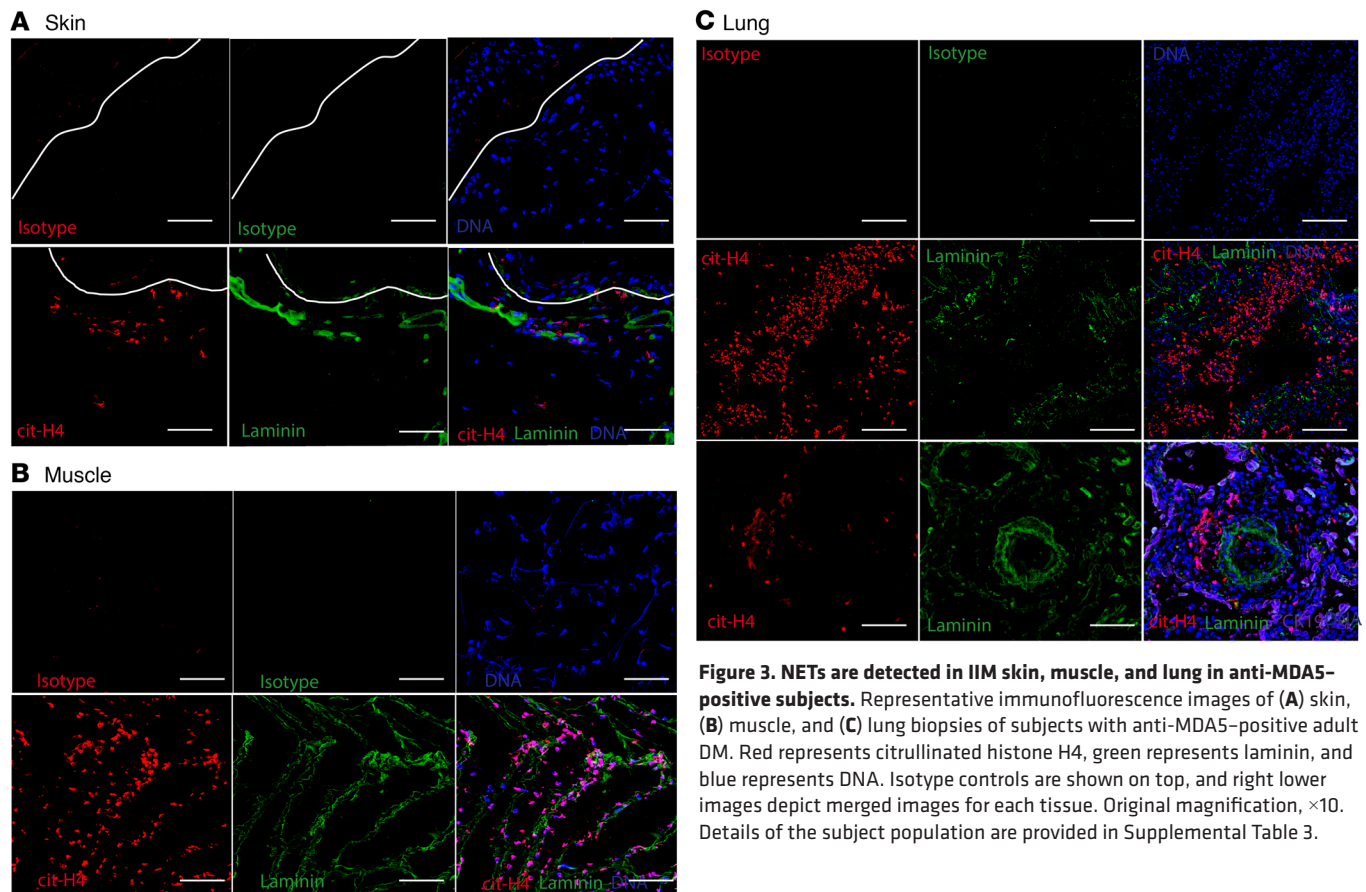 A Skin
Isotype
Isotype
DNA
cit-H4
Laminin
cit-H4 Laminin DNA
B Muscle
Isotype
Isotype
DNA
cit-H4
Laminin
cit-H4 Laminin DNA
C Lung
Isotype
Isotype
DNA
cit-H4
Laminin
cit-H4 Laminin DNA
cit-H4
Laminin
cit-H4 Laminin
Figure 3. NETs are detected in IIM skin, muscle, and lung in anti-MDA5–
positive subjects. Representative immunofluorescence images of (A) skin,
(B) muscle, and (C) lung biopsies of subjects with anti-MDA5–positive adult
DM. Red represents citrullinated histone H4, green represents laminin, and
blue represents DNA. Isotype controls are shown on top, and right lower
images depict merged images for each tissue. Original magnification, ×10.
Details of the subject population are provided in Supplemental Table 3.